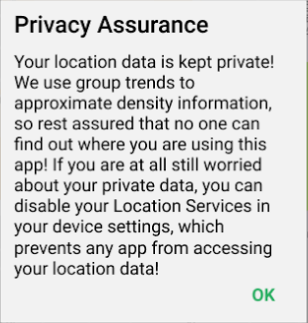 Privacy Assurance
Your location data is kept private!
We use group trends to
approximate density information,
so rest assured that no one can
find out where you are using this
app! If you are at all still worried
about your private data, you can
disable your Location Services in
your device settings, which
prevents any app from accessing
your location data!
OK